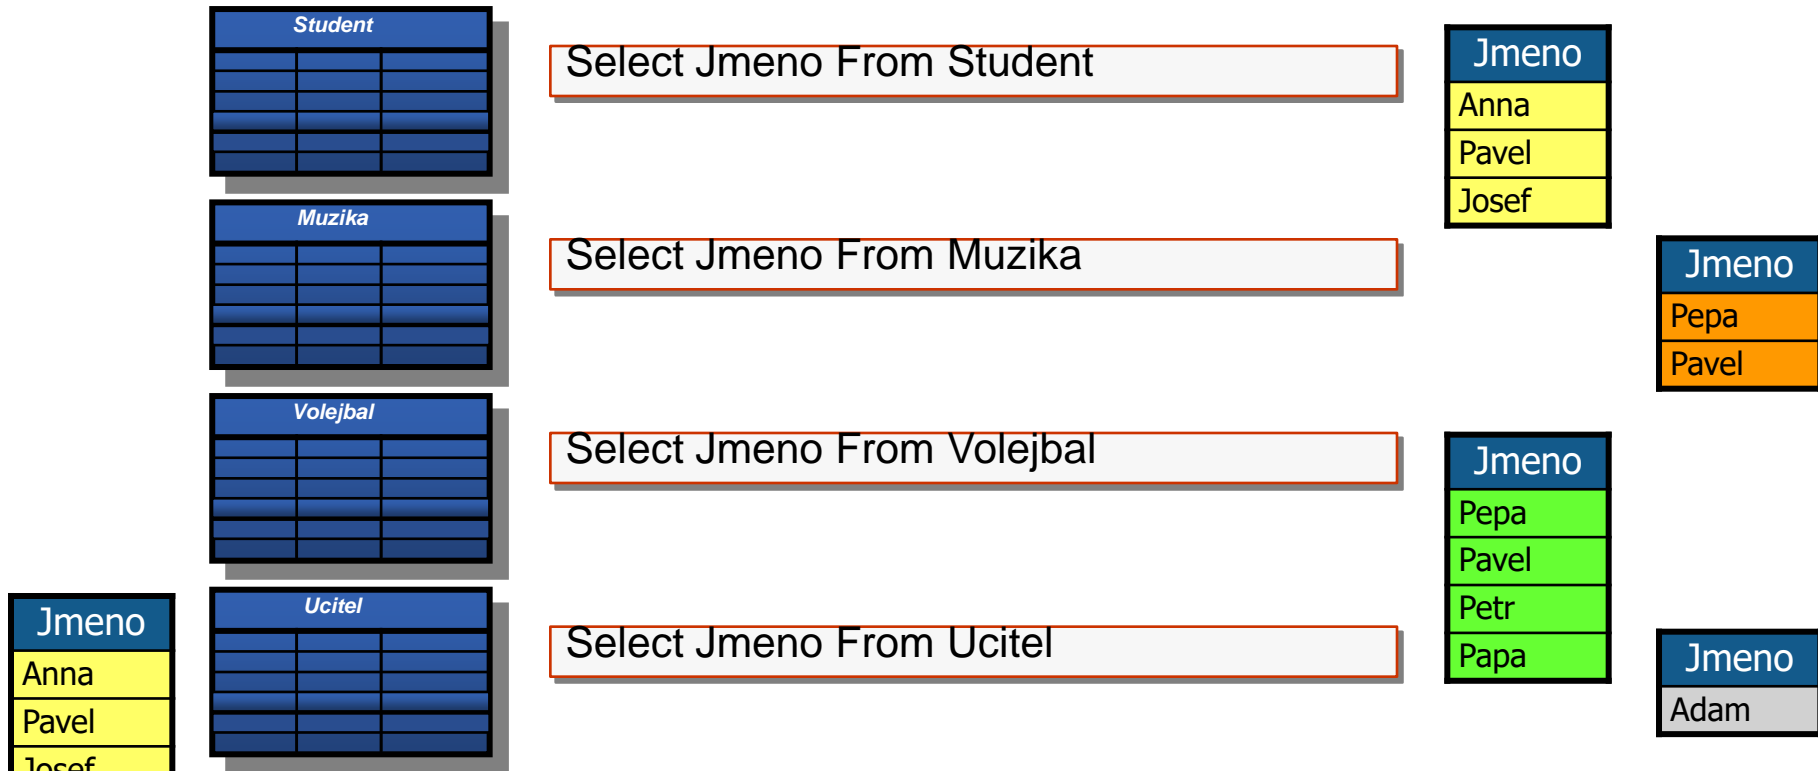 Student
Select Jmeno From Student
Jmeno
Anna
Pavel
Josef
Muzika
Select Jmeno From Muzika
Jmeno
Pepa
Pavel
Volejbal
Select Jmeno From Volejbal
Jmeno
Pepa
Pavel
Petr
Papa
Ucitel
Select Jmeno From Ucitel
Jmeno
Adam
Jmeno
Anna
Pavel
Josef